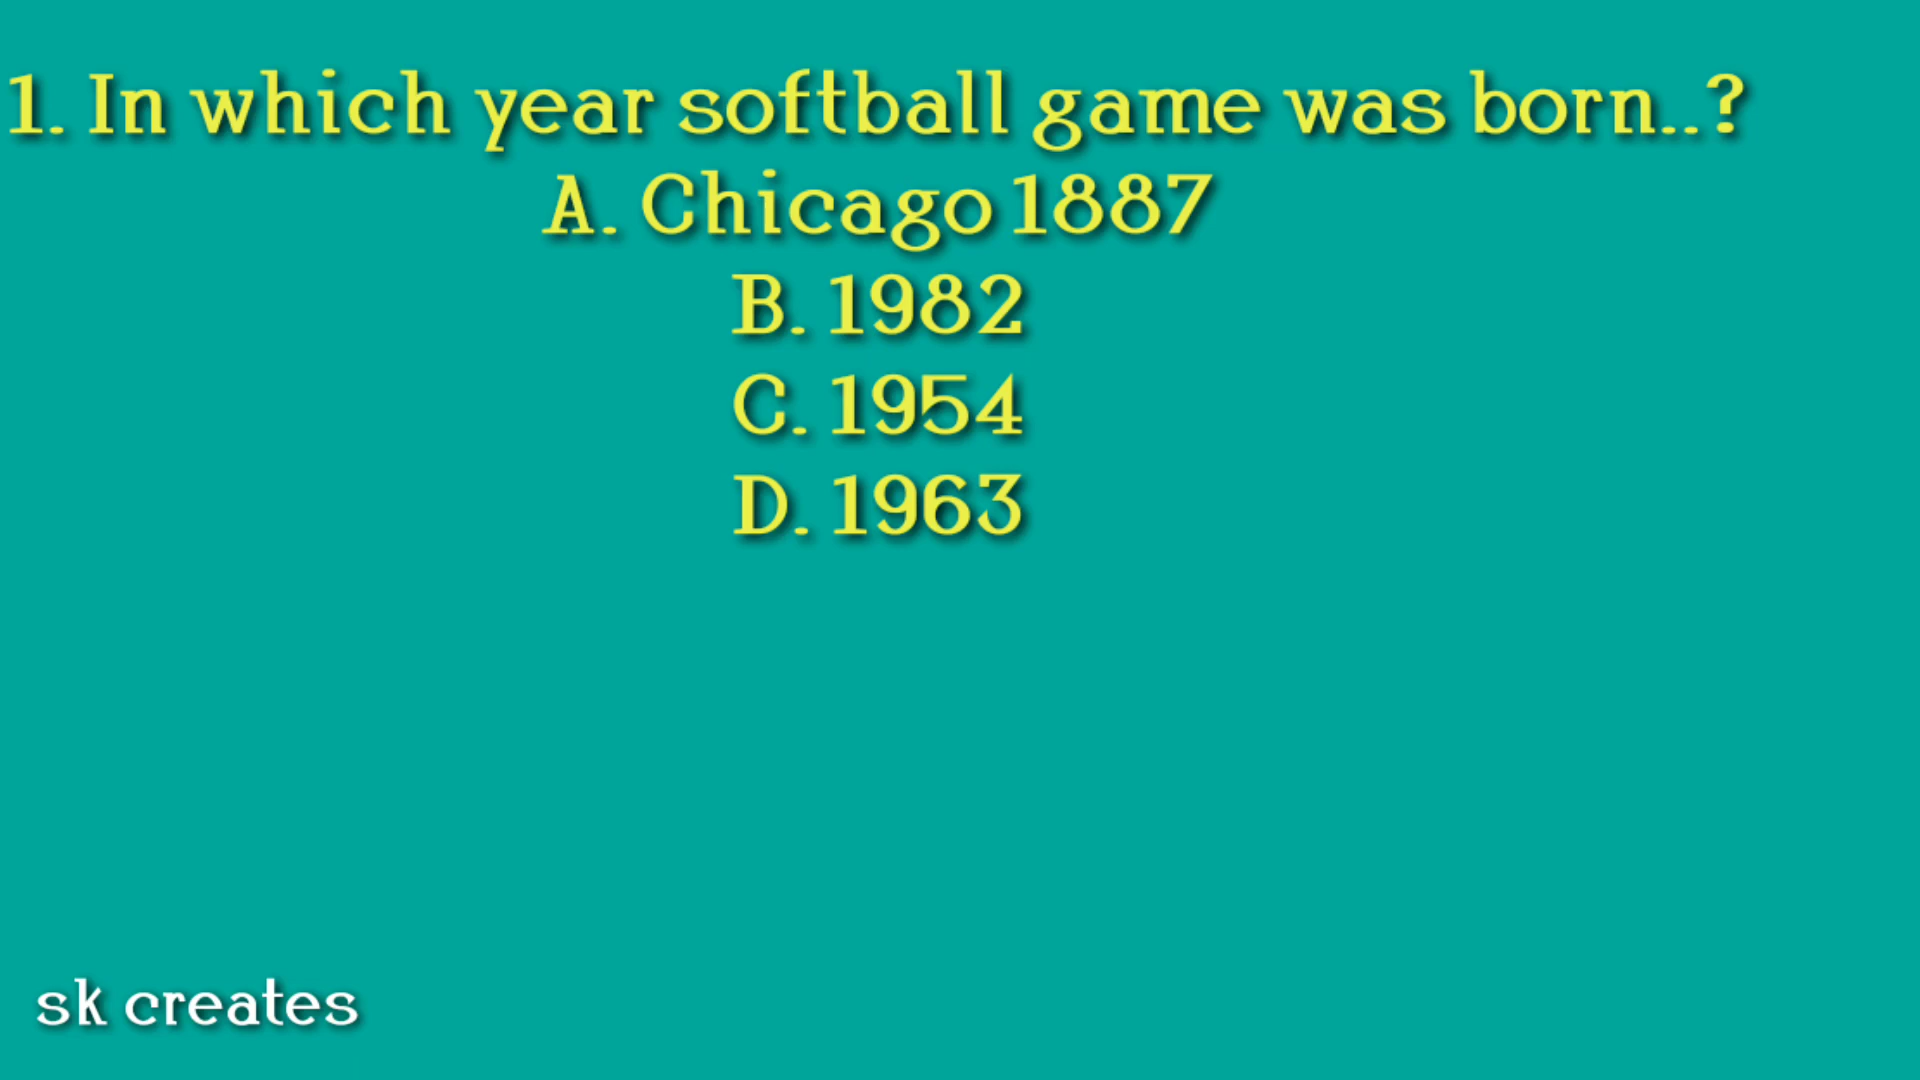 1. In which year softball game was born..?
A. Chicago 1887
B. 1982
C. 1954
D. 1963
sk creates